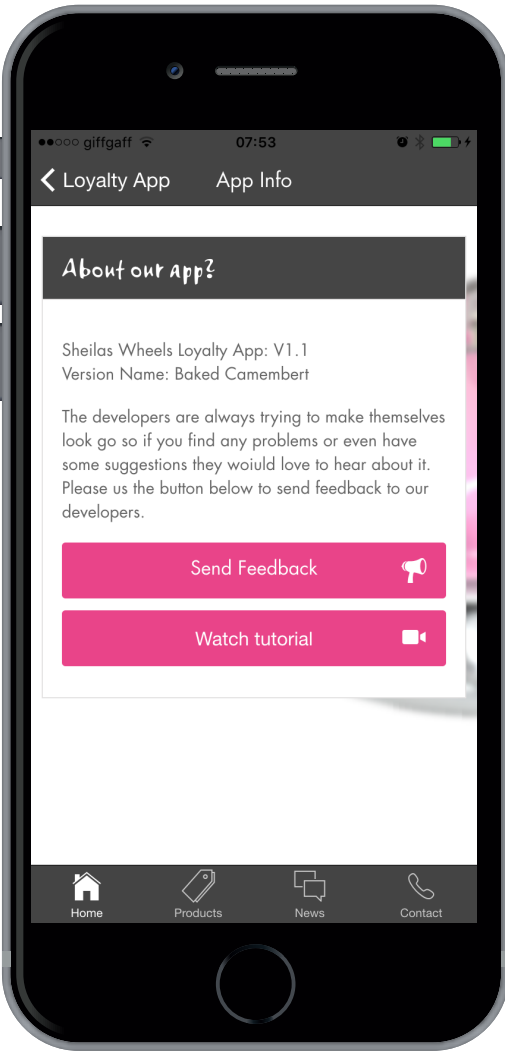 giffgaff 07:53
Loyalty App App Info
About our app?
Sheilas Wheels Loyalty App: V1.1
Version Name: Baked Camembert
The developers are always trying to make themselves
look go so if you find any problems or even have
some suggestions they woiuld love to hear about it.
Please us the button below to send feedback to our
developers.
Send Feedback
Watch tutorial
Home Products News Contact